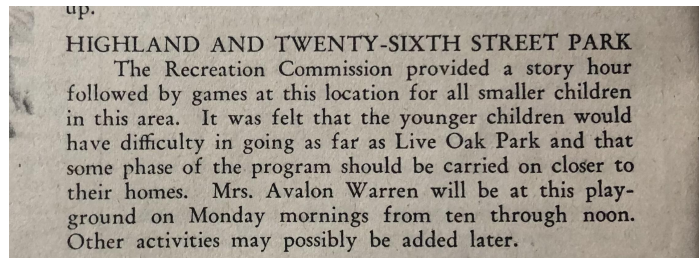 up.
HIGHLAND AND TWENTY-SIXTH STREET PARK
The Recreation Commission provided a story hour
followed by games at this location for all smaller children
in this area. It was felt that the younger children would
have difficulty in going as far as Live Oak Park and that
some phase of the program should be carried on closer to
their homes. Mrs. Avalon Warren will be at this play-
ground on Monday mornings from ten through noon.
Other activities may possibly be added later.